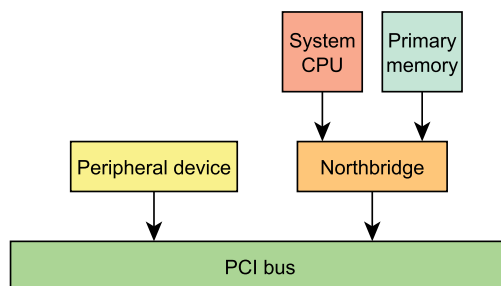 System
CPU
Primary
memory
Peripheral device
Northbridge
PCI bus